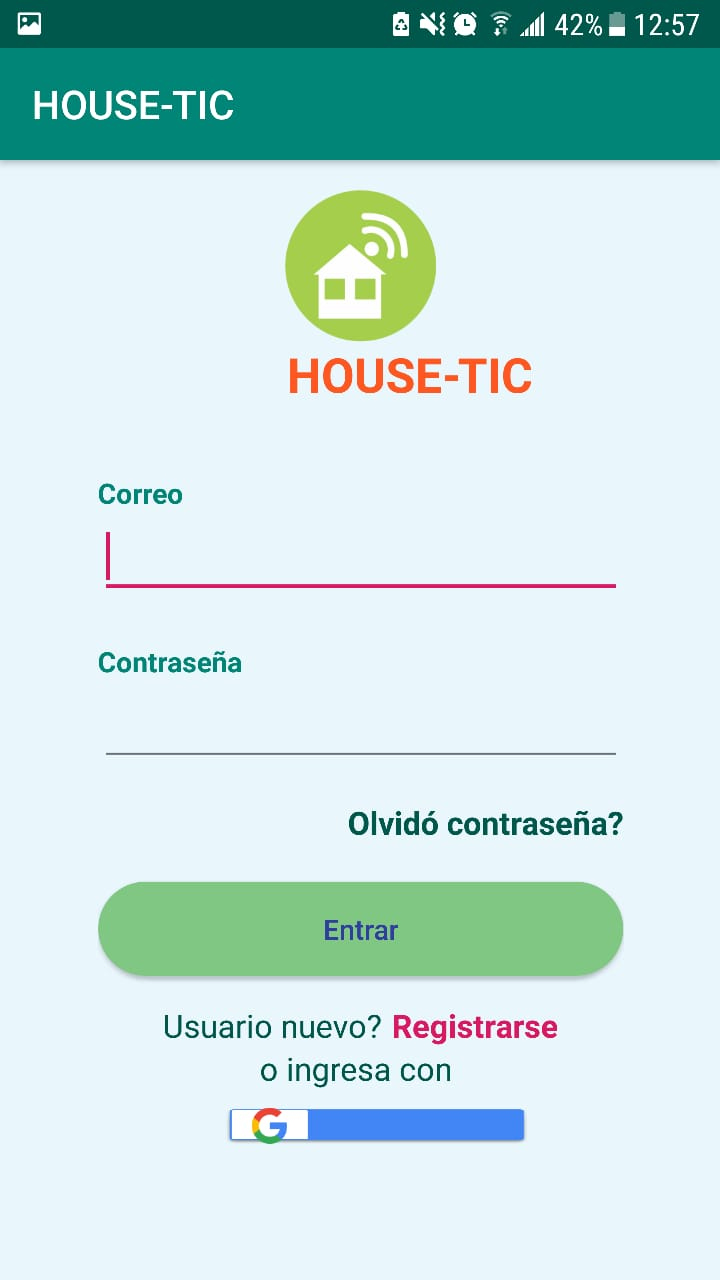 42% 12:57
HOUSE-TIC
HOUSE-TIC
Correo
Contraseña
Olvidó contraseña?
Entrar
Usuario nuevo? Registrarse
o ingresa con
G